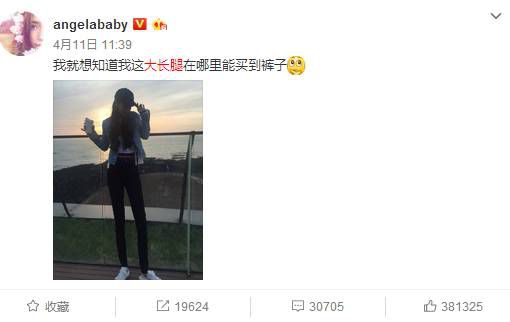 angelababy
4月11日 11:39
我就想知道我这大长腿在哪里能买到裤子
收藏
19624
30705
381325